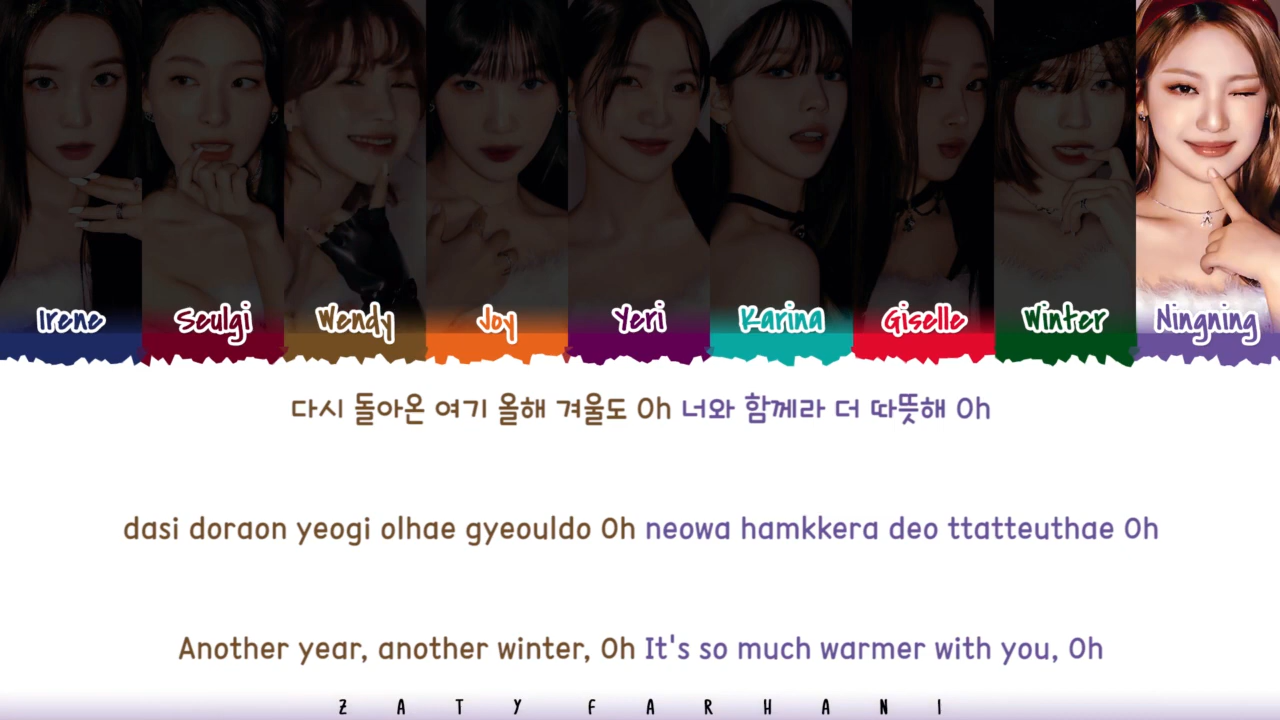 Irene Seulgi Wendy Joy Yeri Karina Giselle Winter Ningning
다시 돌아온 여기 올해 겨울도 Oh 너와 함께라 더 따뜻해 Oh
dasi doraon yeogi olhae gyeouldo Oh neowa hamkkera deo ttatteuthae Oh
Another year, another winter, Oh It's so much warmer with you, Oh
ZATY FARHANI